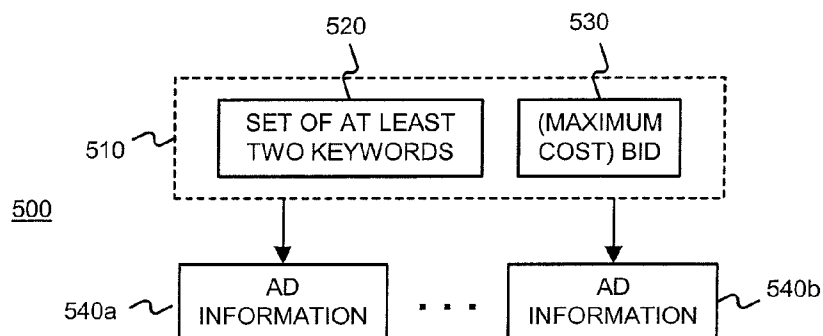 520
530
SET OF AT LEAST
TWO KEYWORDS
(MAXIMUM
COST) BID
510
500
540a
AD
INFORMATION
. . .
AD
INFORMATION
540b